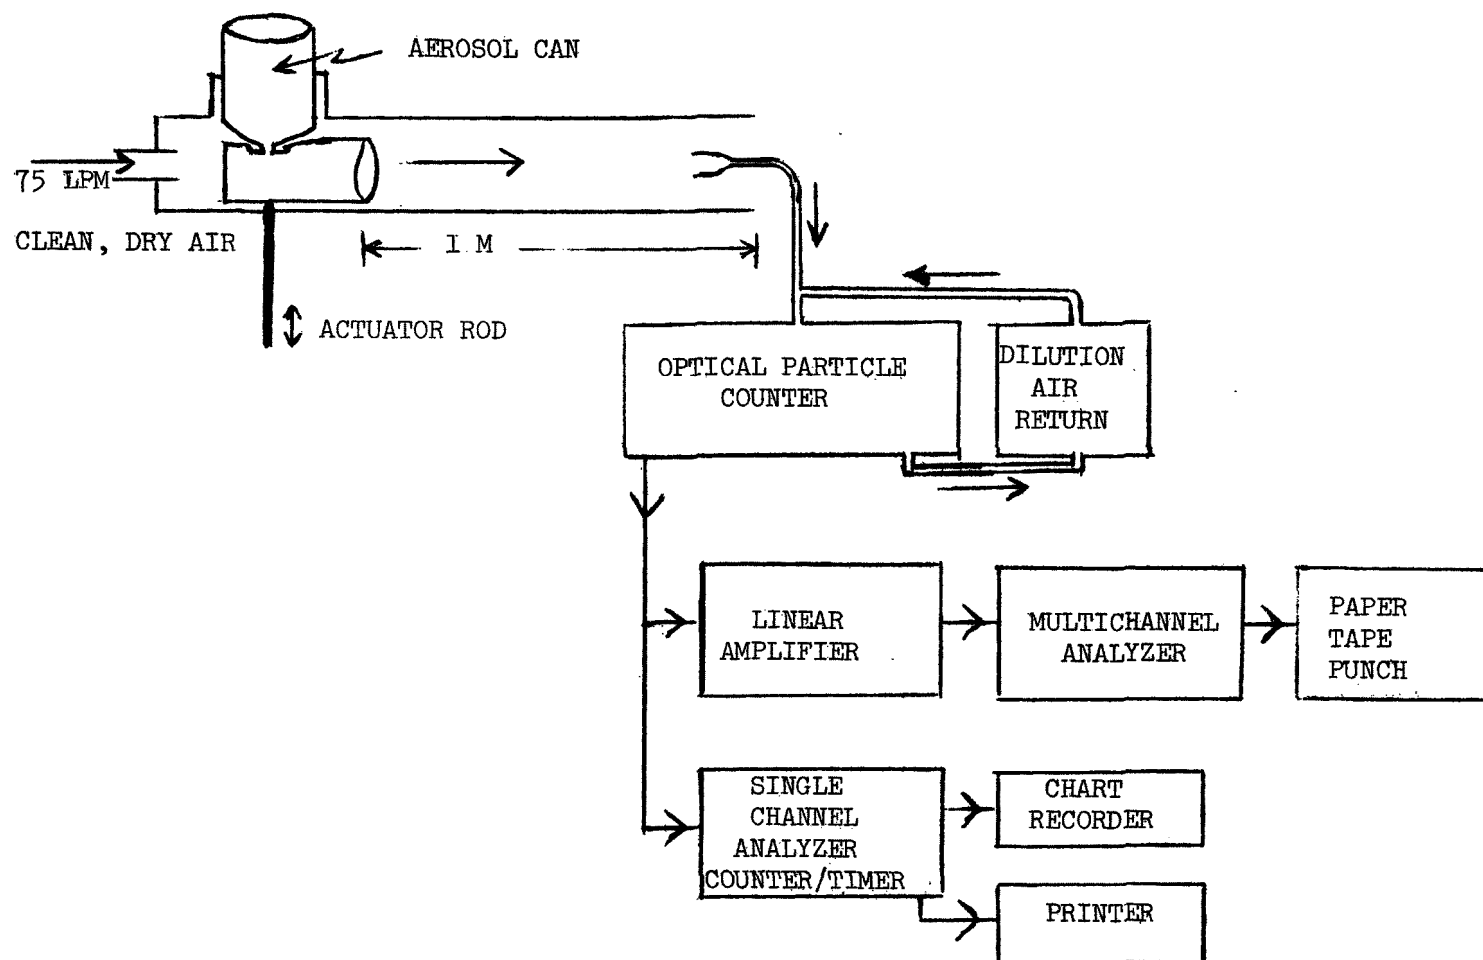 AEROSOL CAN
75 LPM
CLEAN, DRY AIR
1 M
ACTUATOR ROD
OPTICAL PARTICLE
COUNTER
DILUTION
AIR
RETURN
LINEAR
AMPLIFIER
MULTICHANNEL
ANALYZER
PAPER
TAPE
PUNCH
SINGLE
CHANNEL
ANALYZER
COUNTER/TIMER
CHART
RECORDER
PRINTER